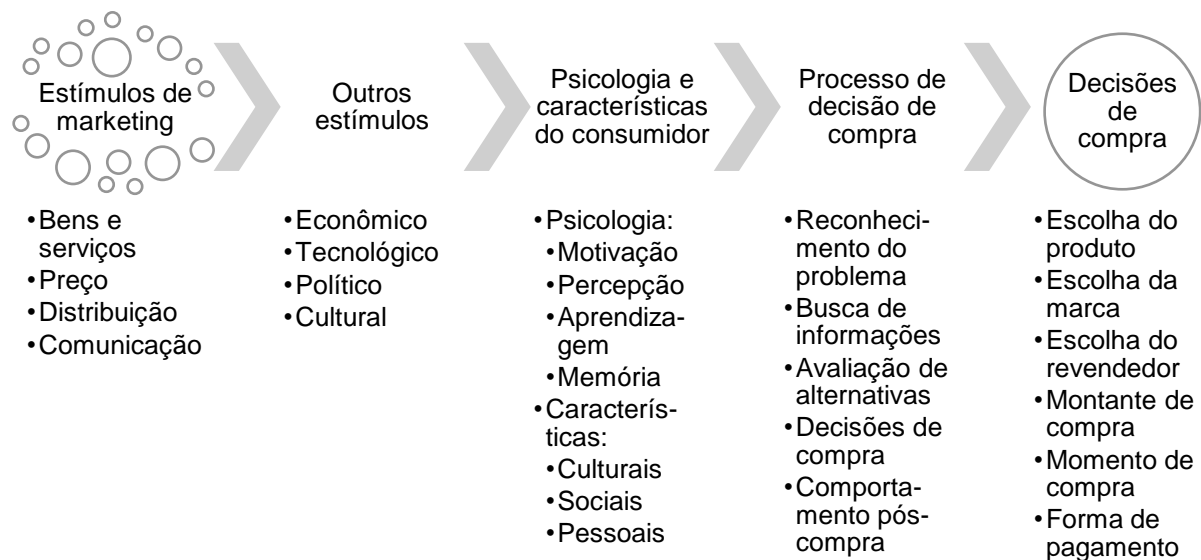 Estímulos de
marketing
Outros
estímulos
Psicologia e
características
do consumidor
Processo de
decisão de
compra
Decisões
de
compra
•Bens e
serviços
•Preço
•Distribuição
•Comunicação
•Econômico
•Tecnológico
•Político
•Cultural
•Psicologia:
•Motivação
•Percepção
•Aprendiza-
gem
•Memória
•Caracterís-
ticas:
•Culturais
•Sociais
•Pessoais
•Reconheci-
mento do
problema
•Busca de
informações
•Avaliação de
alternativas
•Decisões de
compra
•Comporta-
mento pós-
compra
•Escolha do
produto
•Escolha da
marca
•Escolha do
revendedor
•Montante de
compra
•Momento de
compra
•Forma de
pagamento